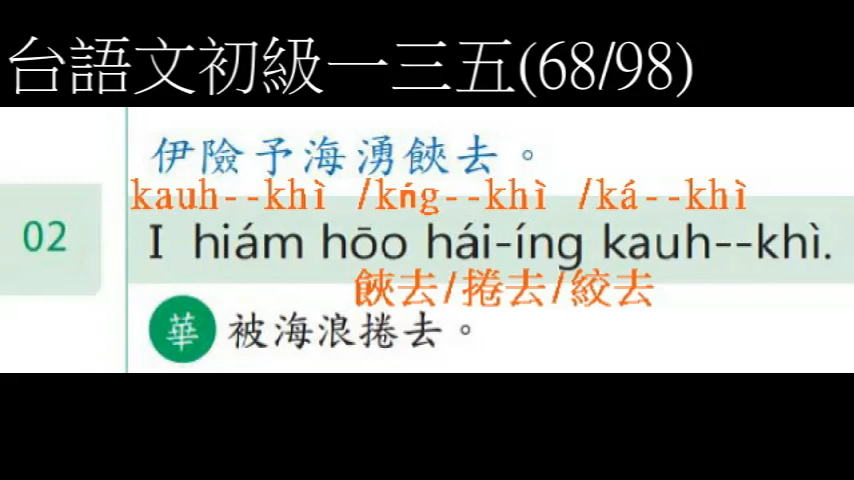 台語文初級一三五(68/98)
伊險予海湧餄去。
kauh--khì /kńg--khì /ká--khì
02
I hiám hōo hái-íng kauh--khì.
餄去/捲去/絞去
華 被海浪捲去。